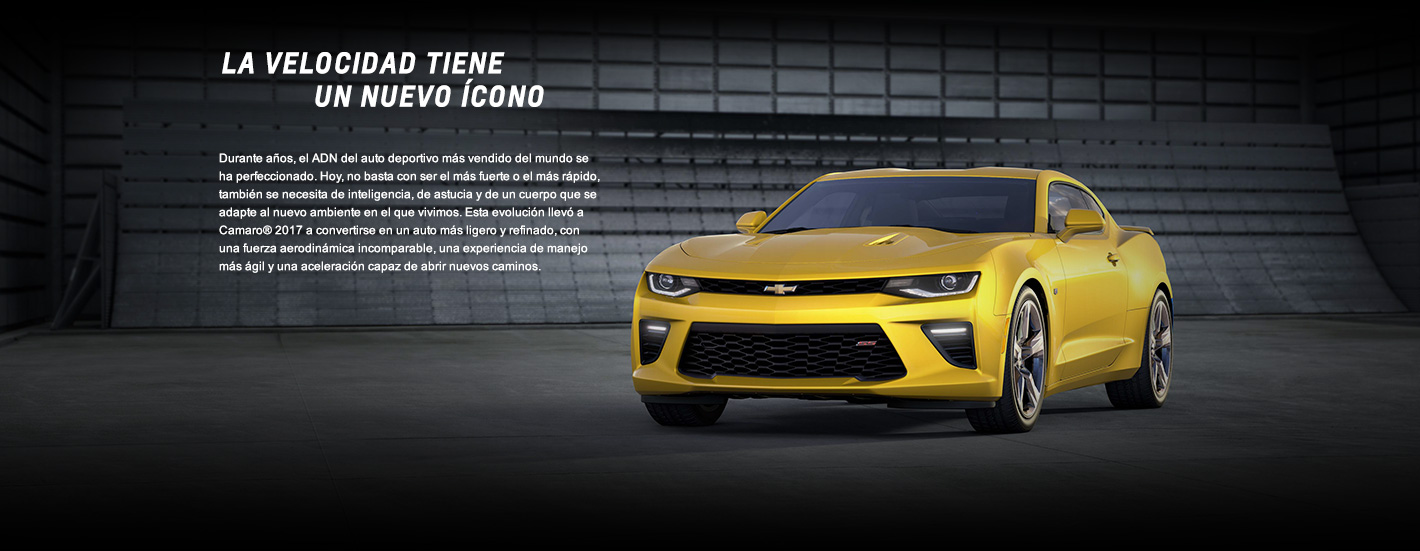 LA VELOCIDAD TIENE
UN NUEVO ÍCONO
Durante años, el ADN del auto deportivo más vendido del mundo se
ha perfeccionado. Hoy, no basta con ser el más fuerte o el más rápido,
también se necesita de inteligencia, de astucia y de un cuerpo que se
adapte al nuevo ambiente en el que vivimos. Esta evolución llevó a
Camaro® 2017 a convertirse en un auto más ligero y refinado, con
una fuerza aerodinámica incomparable, una experiencia de manejo
más ágil y una aceleración capaz de abrir nuevos caminos.